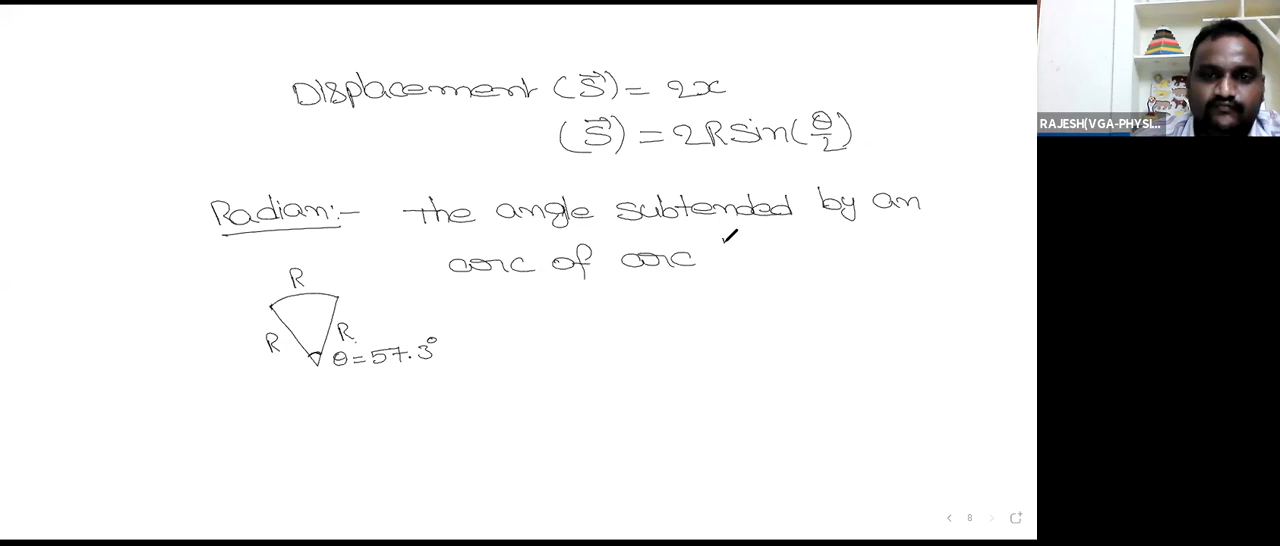 Displacement (S⃗) = 2x
(S⃗) = 2R Sin(θ/2)
Radian:- The angle subtended by an
arc of arc
R
R
R
θ = 57.3°
RAJESH(VGA-PHYSI...
8